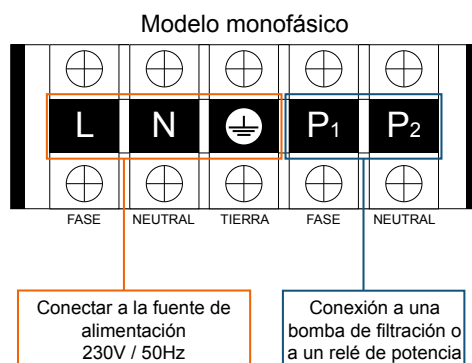 Modelo monofásico
L N P1 P2
FASE NEUTRAL TIERRA FASE NEUTRAL
Conectar a la fuente de
alimentación
230V / 50Hz
Conexión a una
bomba de filtración o
a un relé de potencia